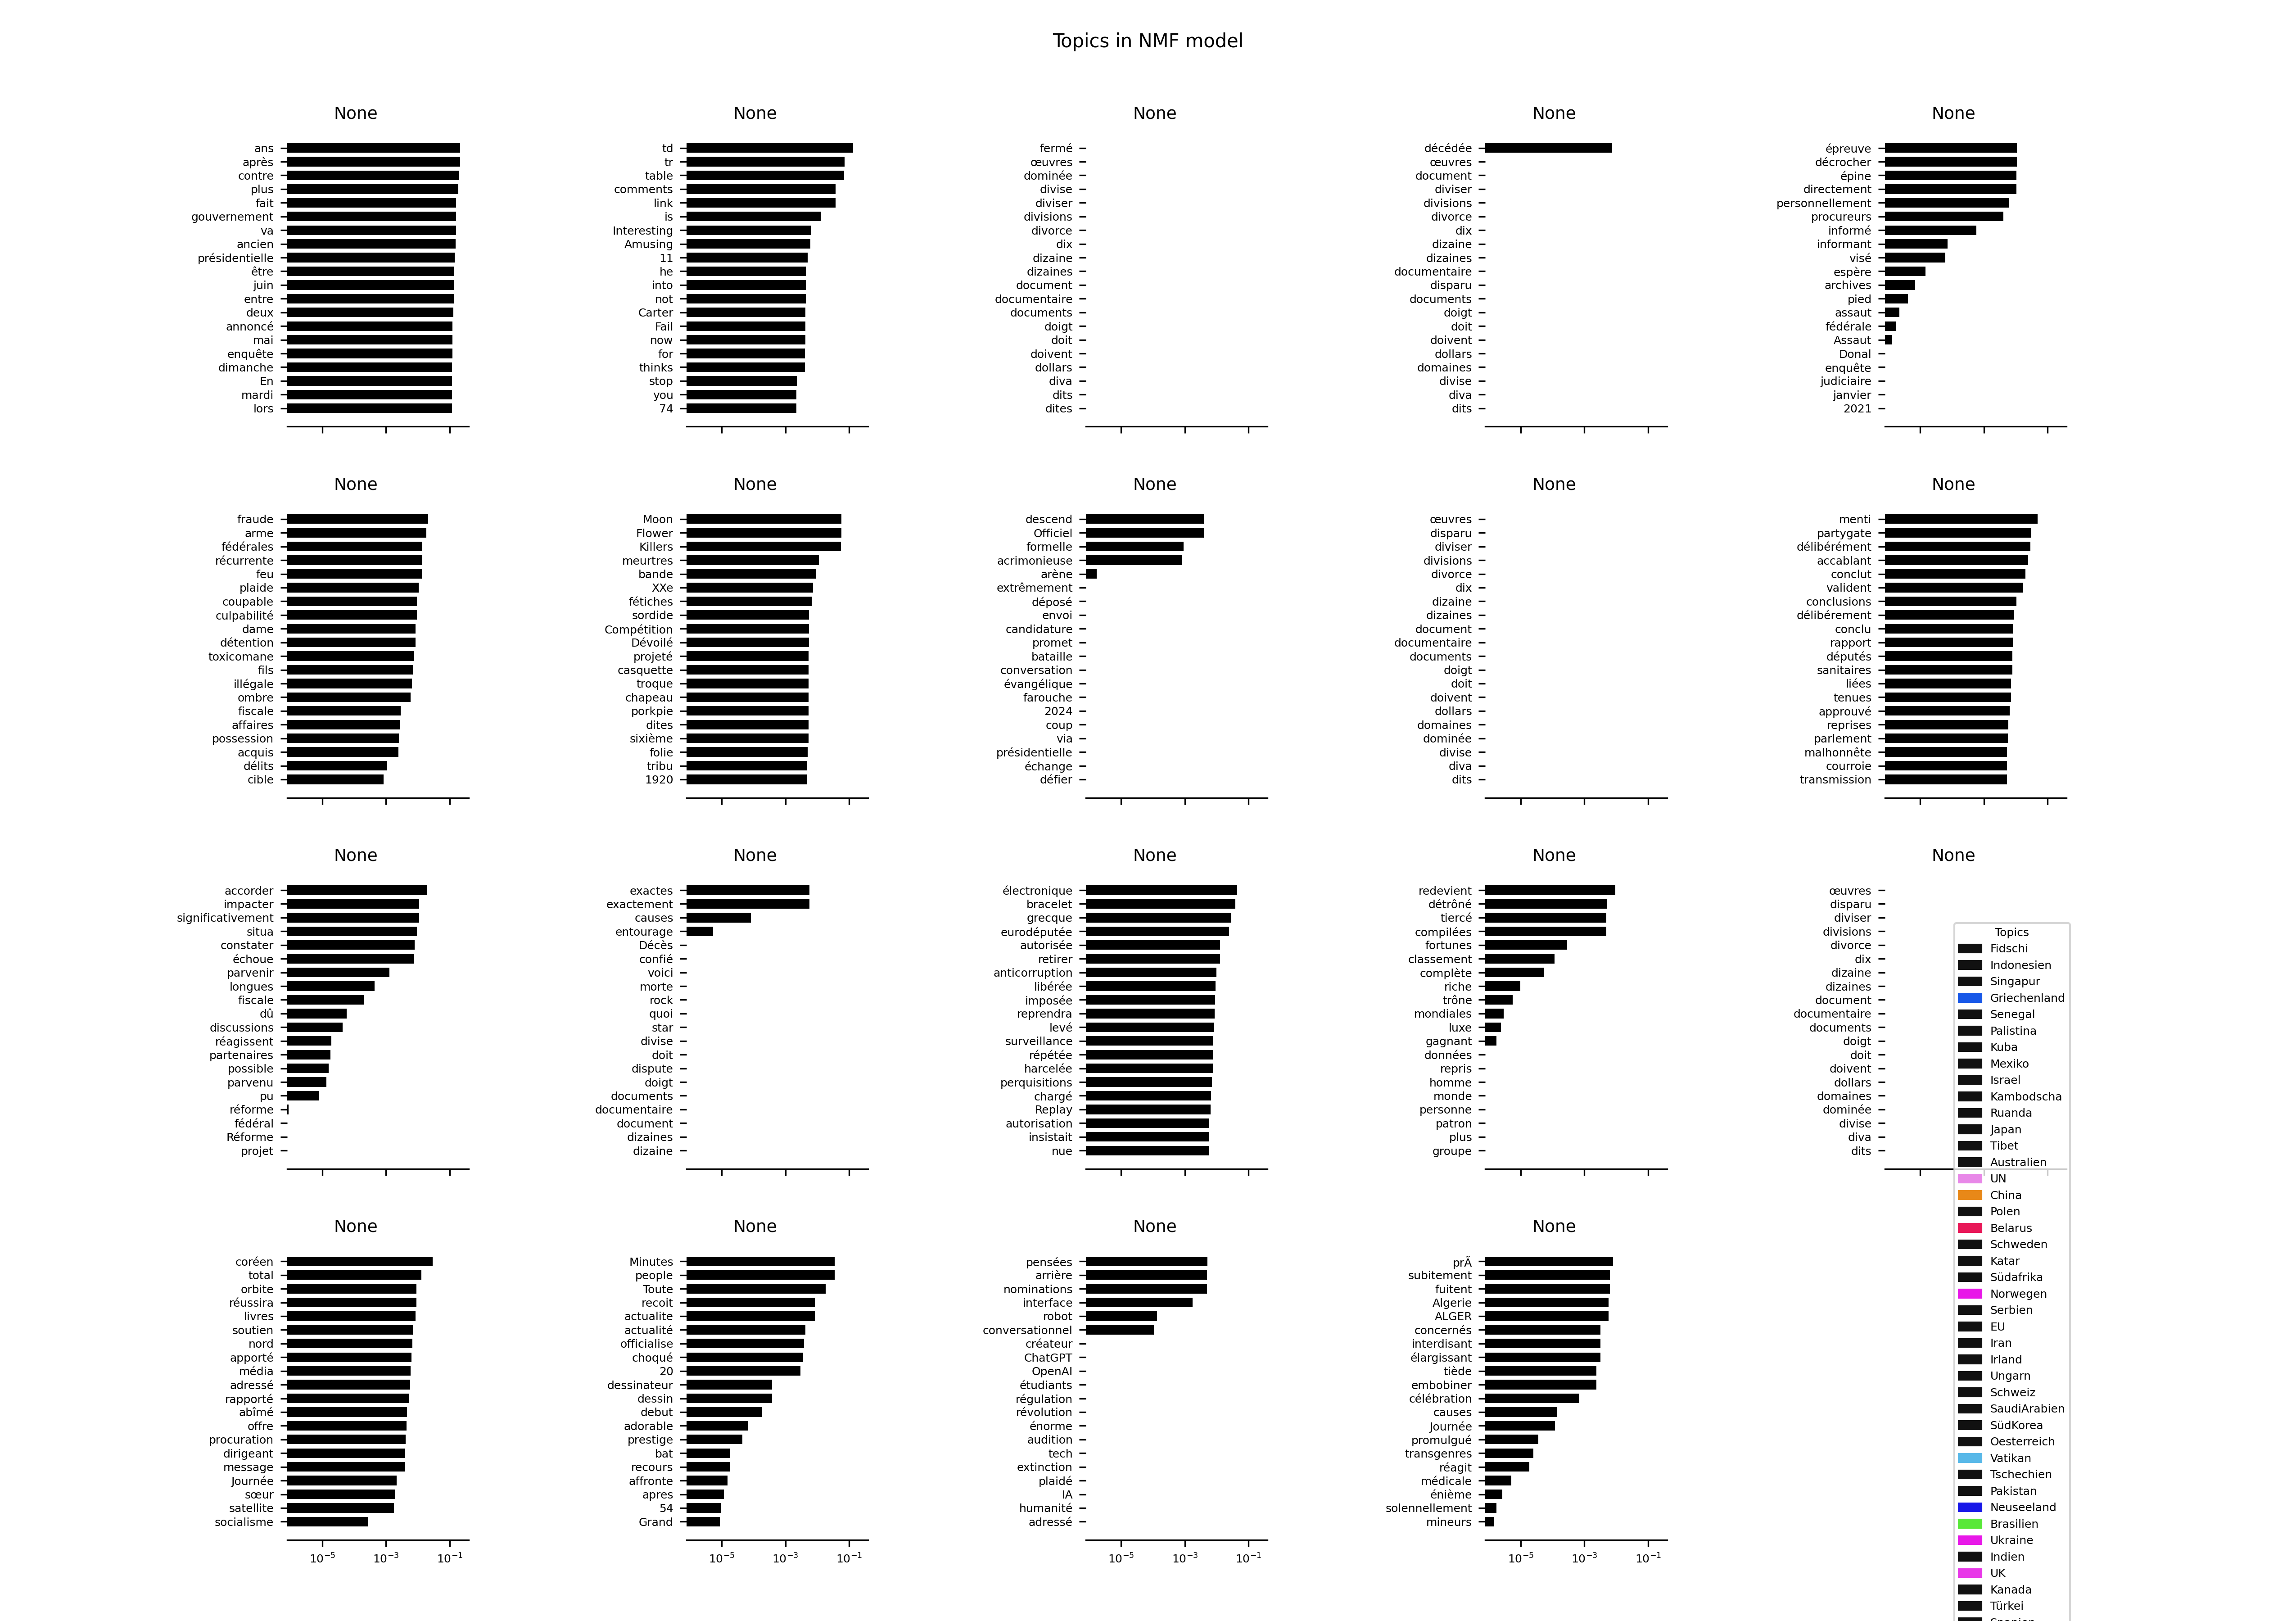 Topics in NMF model
None
ans
après
contre
plus
fait
gouvernement
va
ancien
présidentielle
être
juin
entre
deux
annoncé
mai
enquête
dimanche
En
mardi
lors
None
td
tr
table
comments
link
is
Interesting
Amusing
11
he
into
not
Carter
Fail
now
for
thinks
stop
you
74
None
fermé
œuvres
dominée
divise
diviser
divisions
divorce
dix
dizaine
dizaines
document
documentaire
documents
doigt
doit
doivent
dollars
diva
dits
dites
None
décédée
œuvres
document
diviser
divisions
divorce
dix
dizaine
dizaines
documentaire
disparu
documents
doigt
doit
doivent
dollars
domaines
divise
diva
dits
None
épreuve
décrocher
épine
directement
personnellement
procureurs
informé
informant
visé
espère
archives
pied
assaut
fédérale
Assaut
Donal
enquête
judiciaire
janvier
2021
None
fraude
arme
fédérales
récurrente
feu
plaide
coupable
culpabilité
dame
détention
toxicomane
fils
illégale
ombre
fiscale
affaires
possession
acquis
délits
cible
None
Moon
Flower
Killers
meurtres
bande
XXe
fétiches
sordide
Compétition
Dévoilé
projeté
casquette
troque
chapeau
porkpie
dites
sixième
folie
tribu
1920
None
descend
Officiel
formelle
acrimonieuse
arène
extrêmement
déposé
envoi
candidature
promet
bataille
conversation
évangélique
farouche
2024
coup
via
présidentielle
échange
défier
None
œuvres
disparu
diviser
divisions
divorce
dix
dizaine
dizaines
document
documentaire
documents
doigt
doit
doivent
dollars
domaines
dominée
divise
diva
dits
None
menti
partygate
délibérément
accablant
conclut
valident
conclusions
délibérement
conclu
rapport
députés
sanitaires
liées
tenues
approuvé
reprises
parlement
malhonnête
courroie
transmission
None
accorder
impacter
significativement
situa
constater
échoue
parvenir
longues
fiscale
dû
discussions
réagissent
partenaires
possible
parvenu
pu
réforme
fédéral
Réforme
projet
None
exactes
exactement
causes
entourage
Décès
confié
voici
morte
rock
quoi
star
divise
doit
dispute
doigt
documents
documentaire
document
dizaines
dizaine
None
électronique
bracelet
grecque
eurodéputée
autorisée
retirer
anticorruption
libérée
imposée
reprendra
levé
surveillance
répétée
harcelée
perquisitions
chargé
Replay
autorisation
insistait
nue
None
redevient
détrôné
tiercé
compilées
fortunes
classement
complète
riche
trône
mondiales
luxe
gagnant
données
repris
homme
monde
personne
patron
plus
groupe
None
œuvres
disparu
diviser
divisions
divorce
dix
dizaine
dizaines
document
documentaire
documents
doigt
doit
doivent
dollars
domaines
dominée
divise
diva
dits
None
coréen
total
orbite
réussira
livres
soutien
nord
apporté
média
adressé
rapporté
abîmé
offre
procuration
dirigeant
message
Journée
sœur
satellite
socialisme
10⁻⁵ 10⁻³ 10⁻¹
None
Minutes
people
Toute
recoit
actualite
actualité
officialise
choqué
20
dessinateur
dessin
debut
adorable
prestige
bat
recours
affronte
apres
54
Grand
10⁻⁵ 10⁻³ 10⁻¹
None
pensées
arrière
nominations
interface
robot
conversationnel
créateur
ChatGPT
OpenAI
étudiants
régulation
révolution
énorme
audition
tech
extinction
plaidé
IA
humanité
adressé
10⁻⁵ 10⁻³ 10⁻¹
None
prÃ
subitement
fuitent
Algerie
ALGER
concernés
interdisant
élargissant
tiède
embobiner
célébration
causes
Journée
promulgué
transgenres
réagit
médicale
énième
solennellement
mineurs
10⁻⁵ 10⁻³ 10⁻¹
Topics
Fidschi
Indonesien
Singapur
Griechenland
Senegal
Palistina
Kuba
Mexiko
Israel
Kambodscha
Ruanda
Japan
Tibet
Australien
UN
China
Polen
Belarus
Schweden
Katar
Südafrika
Norwegen
Serbien
EU
Iran
Irland
Ungarn
Schweiz
SaudiArabien
SüdKorea
Oesterreich
Vatikan
Tschechien
Pakistan
Neuseeland
Brasilien
Ukraine
Indien
UK
Kanada
Türkei